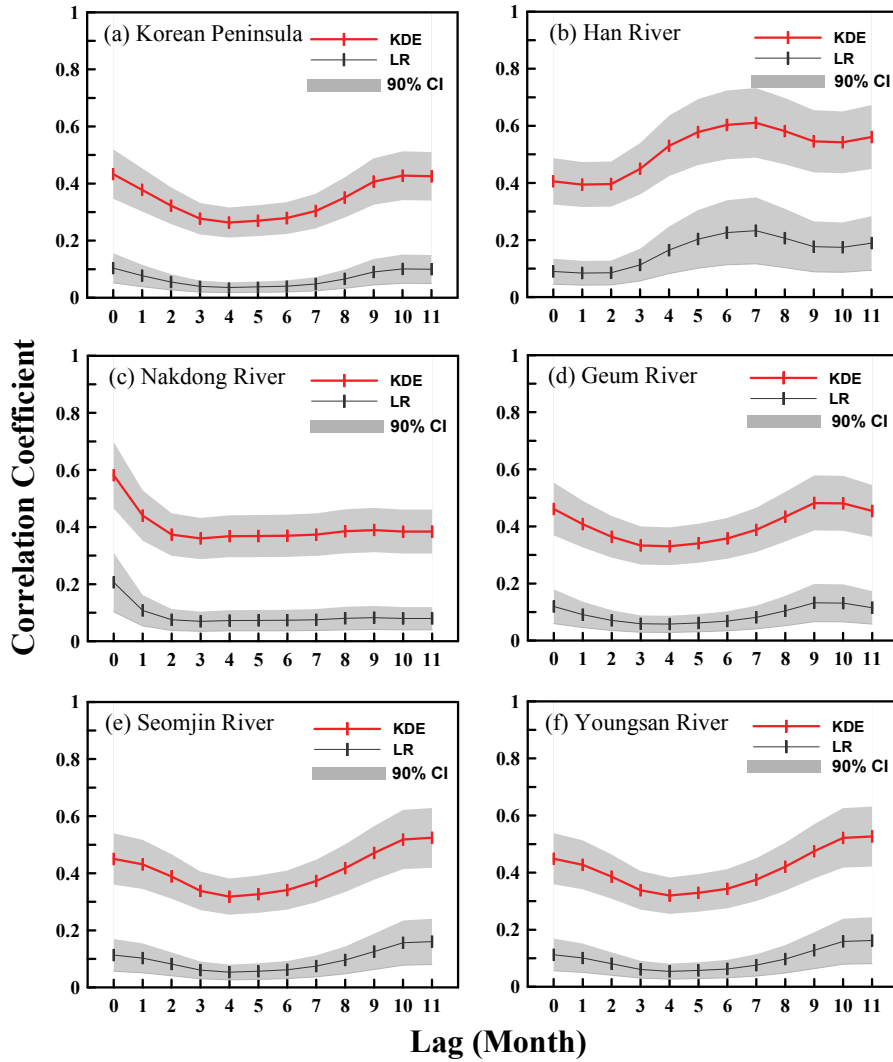 Correlation Coefficient
(a) Korean Peninsula
KDE
LR
90% CI
1
0.8
0.6
0.4
0.2
0
0 1 2 3 4 5 6 7 8 9 10 11
(b) Han River
KDE
LR
90% CI
1
0.8
0.6
0.4
0.2
0
0 1 2 3 4 5 6 7 8 9 10 11
(c) Nakdong River
KDE
LR
90% CI
1
0.8
0.6
0.4
0.2
0
0 1 2 3 4 5 6 7 8 9 10 11
(d) Geum River
KDE
LR
90% CI
1
0.8
0.6
0.4
0.2
0
0 1 2 3 4 5 6 7 8 9 10 11
(e) Seomjin River
KDE
LR
90% CI
1
0.8
0.6
0.4
0.2
0
0 1 2 3 4 5 6 7 8 9 10 11
(f) Youngsan River
KDE
LR
90% CI
1
0.8
0.6
0.4
0.2
0
0 1 2 3 4 5 6 7 8 9 10 11
Lag (Month)